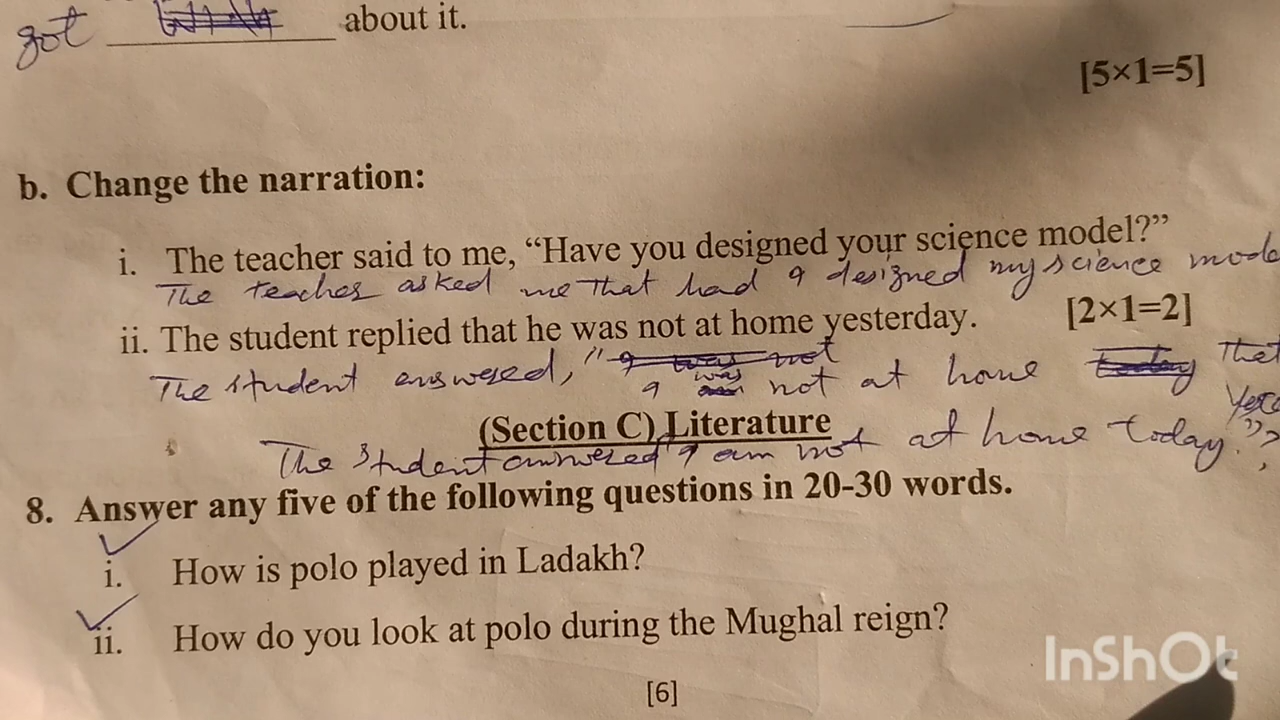 got about it.
[5×1=5]
b. Change the narration:
i. The teacher said to me, “Have you designed your science model?”
The teacher asked me that had I designed my science mode
ii. The student replied that he was not at home yesterday. [2×1=2]
The student answered, " I was not
I was not at home today That
(Section C) Literature
The student answered "I am not at home today."
8. Answer any five of the following questions in 20-30 words.
i. How is polo played in Ladakh?
ii. How do you look at polo during the Mughal reign?
[6]
InShOt